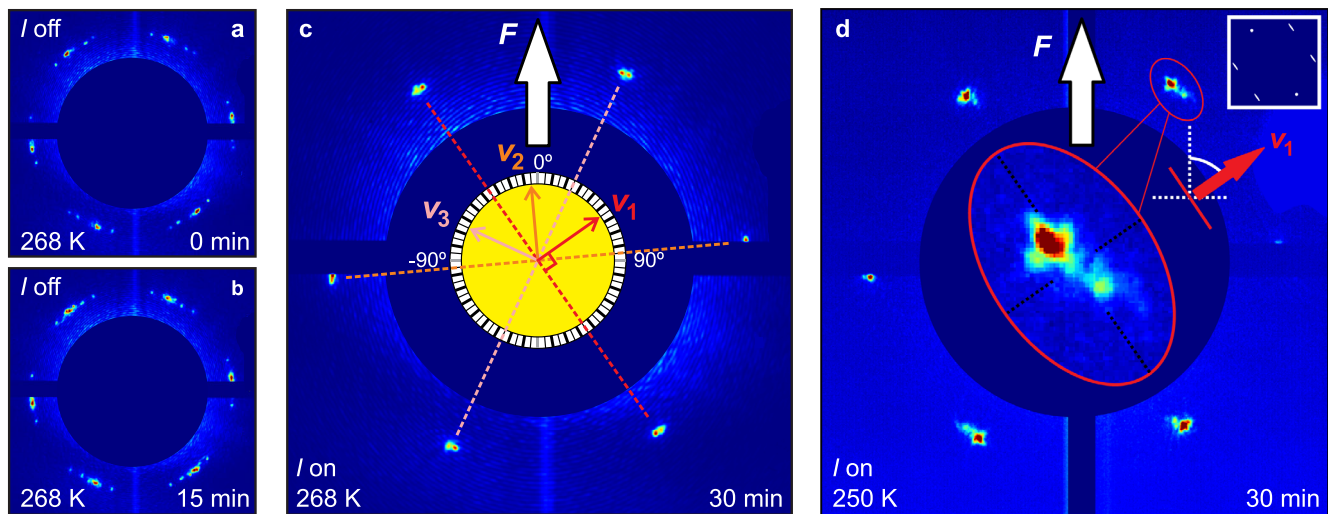 I off
a
268 K
0 min
I off
b
268 K
15 min
c
F
v2
0º
v3
v1
-90º
90º
I on
268 K
30 min
d
F
v1
I on
250 K
30 min